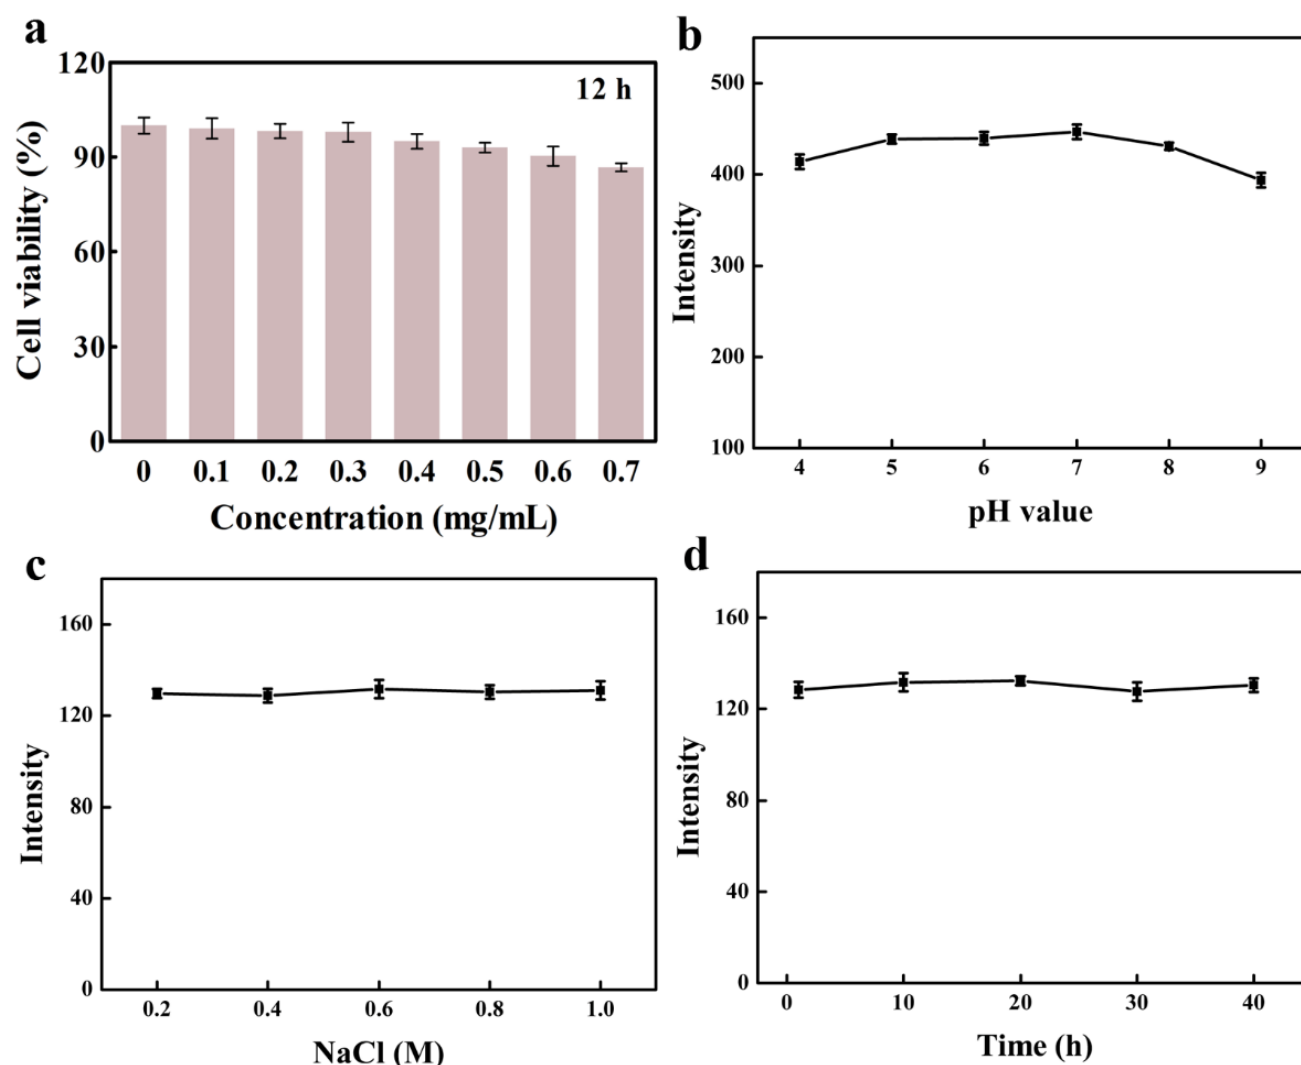 a
120
90
60
30
0
Cell viability (%)
12 h
0 0.1 0.2 0.3 0.4 0.5 0.6 0.7
Concentration (mg/mL)
b
500
400
300
200
100
Intensity
4 5 6 7 8 9
pH value
c
160
120
80
40
0
Intensity
0.2 0.4 0.6 0.8 1.0
NaCl (M)
d
160
120
80
40
0
Intensity
0 10 20 30 40
Time (h)